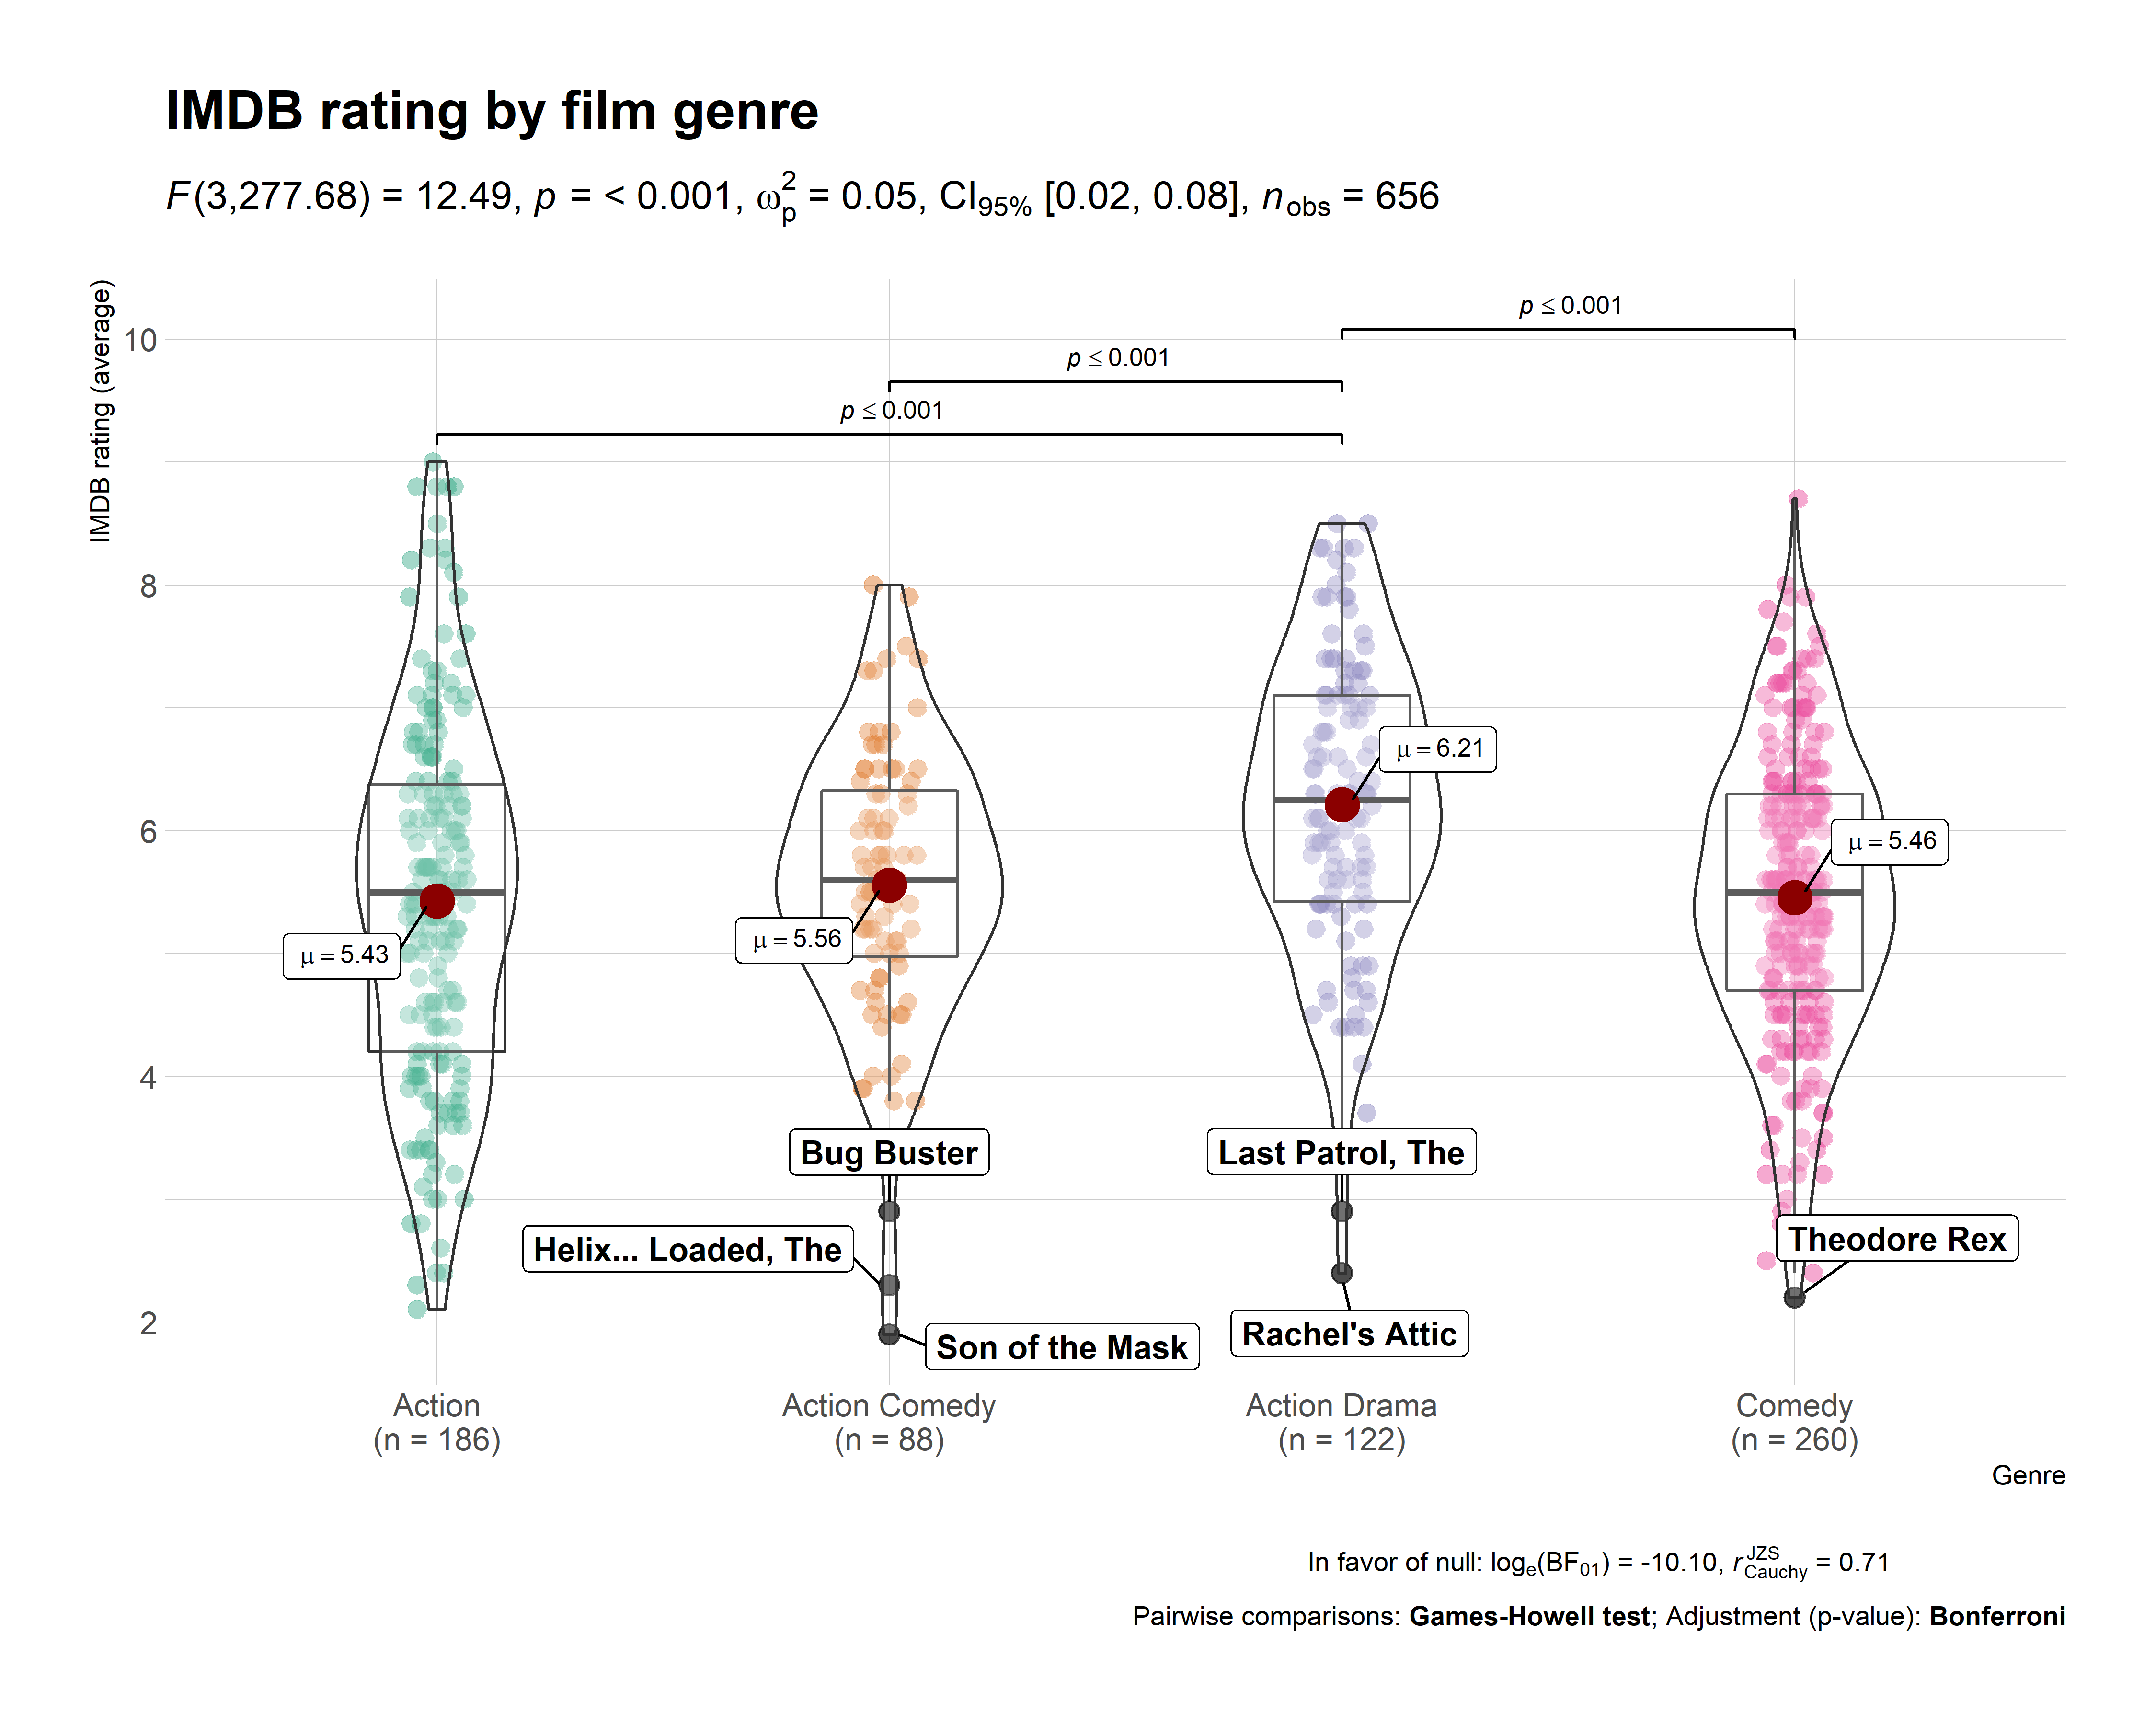 IMDB rating by film genre
F(3,277.68) = 12.49, p = < 0.001, ω²ₚ = 0.05, CI₉₅% [0.02, 0.08], n_obs = 656
IMDB rating (average)
10
8
6
4
2
p ≤ 0.001
p ≤ 0.001
p ≤ 0.001
μ = 6.21
μ = 5.46
μ = 5.56
μ = 5.43
Bug Buster
Last Patrol, The
Helix... Loaded, The
Theodore Rex
Son of the Mask
Rachel's Attic
Action
(n = 186)
Action Comedy
(n = 88)
Action Drama
(n = 122)
Comedy
(n = 260)
Genre
In favor of null: logₑ(BF₀₁) = -10.10, r_Cauchy^JZS = 0.71
Pairwise comparisons: Games-Howell test; Adjustment (p-value): Bonferroni